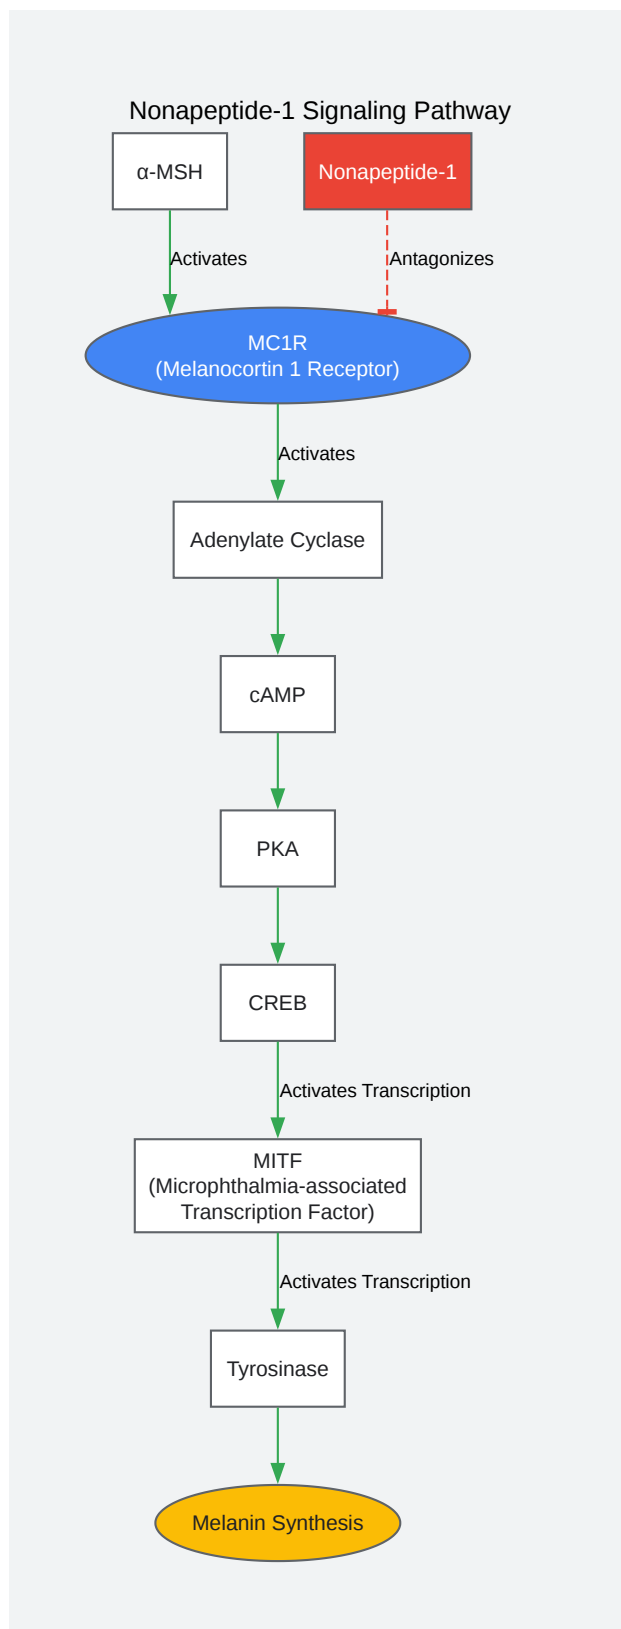 Nonapeptide-1 Signaling Pathway
α-MSH
Nonapeptide-1
Activates
Antagonizes
MC1R
(Melanocortin 1 Receptor)
Activates
Adenylate Cyclase
cAMP
PKA
CREB
Activates Transcription
MITF
(Microphthalmia-associated
Transcription Factor)
Activates Transcription
Tyrosinase
Melanin Synthesis